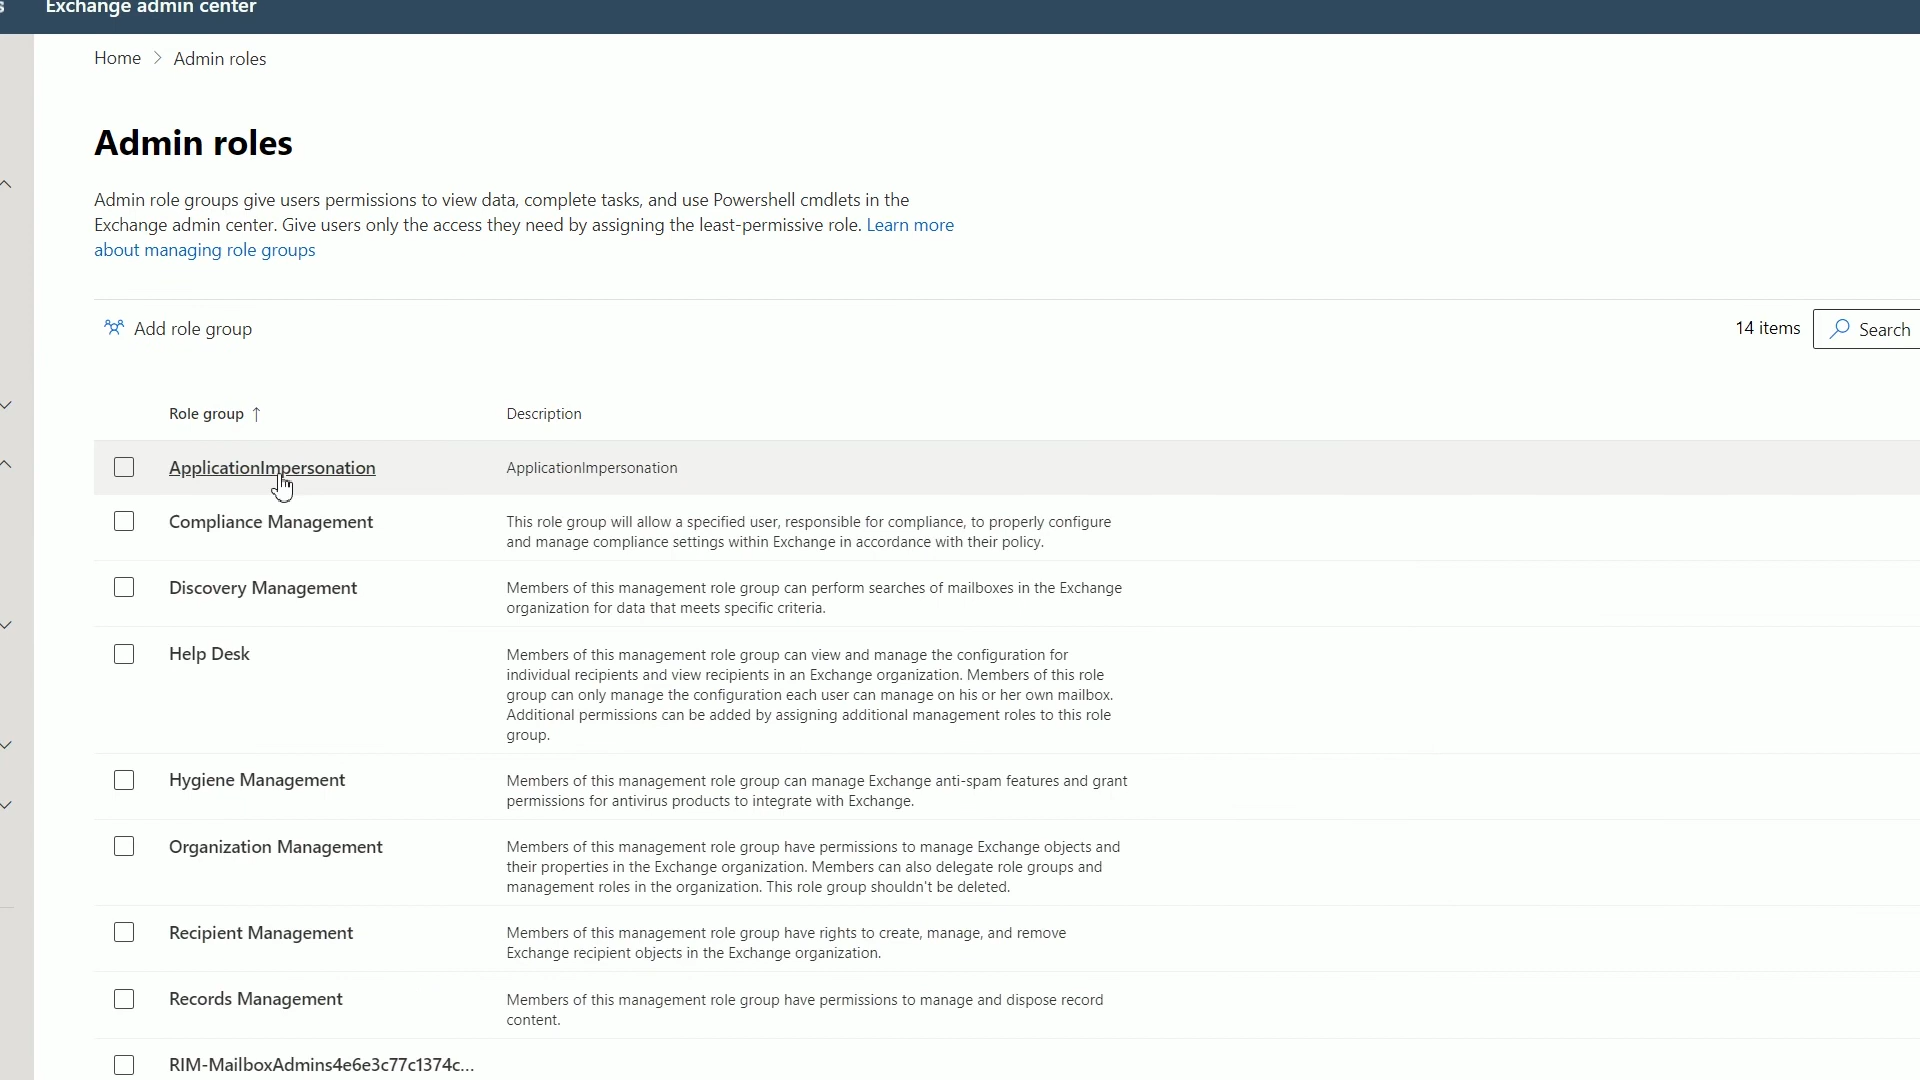 Exchange admin center
Home > Admin roles
Admin roles
Admin role groups give users permissions to view data, complete tasks, and use Powershell cmdlets in the
Exchange admin center. Give users only the access they need by assigning the least-permissive role. Learn more
about managing role groups
Add role group
14 items
Search
Role group ↑
Description
ApplicationImpersonation
ApplicationImpersonation
Compliance Management
This role group will allow a specified user, responsible for compliance, to properly configure
and manage compliance settings within Exchange in accordance with their policy.
Discovery Management
Members of this management role group can perform searches of mailboxes in the Exchange
organization for data that meets specific criteria.
Help Desk
Members of this management role group can view and manage the configuration for
individual recipients and view recipients in an Exchange organization. Members of this role
group can only manage the configuration each user can manage on his or her own mailbox.
Additional permissions can be added by assigning additional management roles to this role
group.
Hygiene Management
Members of this management role group can manage Exchange anti-spam features and grant
permissions for antivirus products to integrate with Exchange.
Organization Management
Members of this management role group have permissions to manage Exchange objects and
their properties in the Exchange organization. Members can also delegate role groups and
management roles in the organization. This role group shouldn't be deleted.
Recipient Management
Members of this management role group have rights to create, manage, and remove
Exchange recipient objects in the Exchange organization.
Records Management
Members of this management role group have permissions to manage and dispose record
content.
RIM-MailboxAdmins4e6e3c77c1374c...